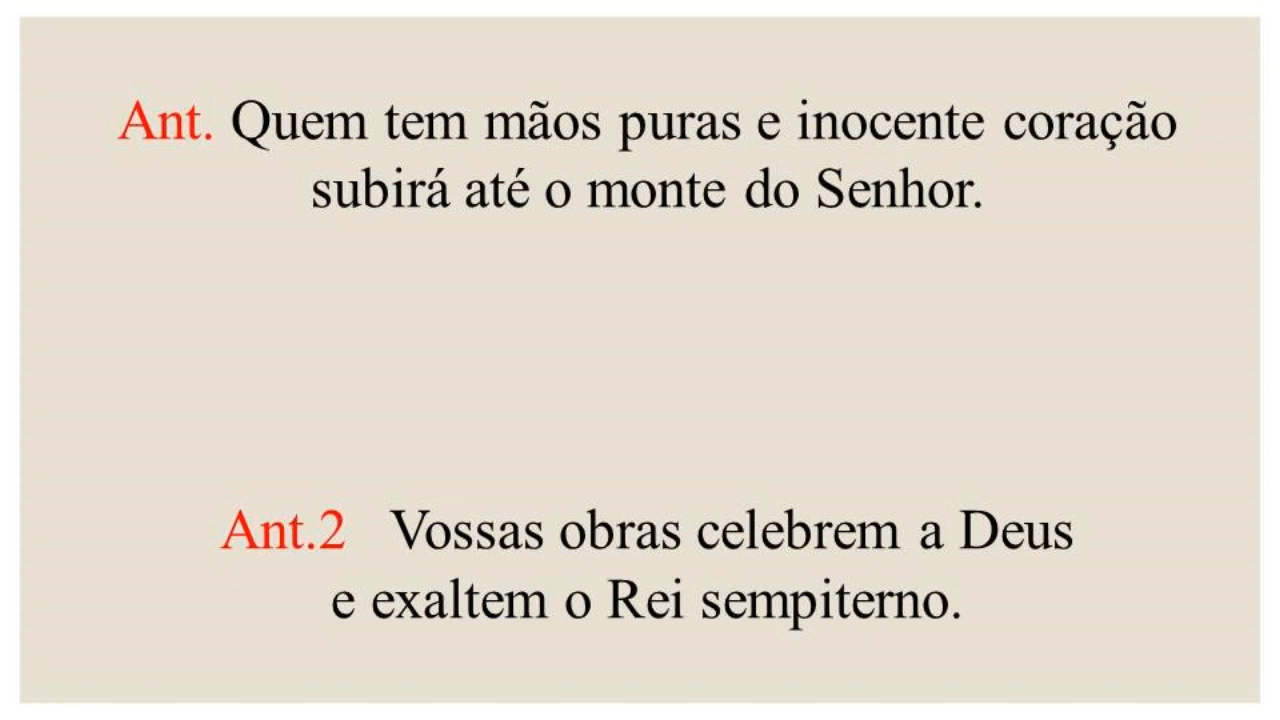 Ant. Quem tem mãos puras e inocente coração
subirá até o monte do Senhor.
Ant.2 Vossas obras celebrem a Deus
e exaltem o Rei sempiterno.